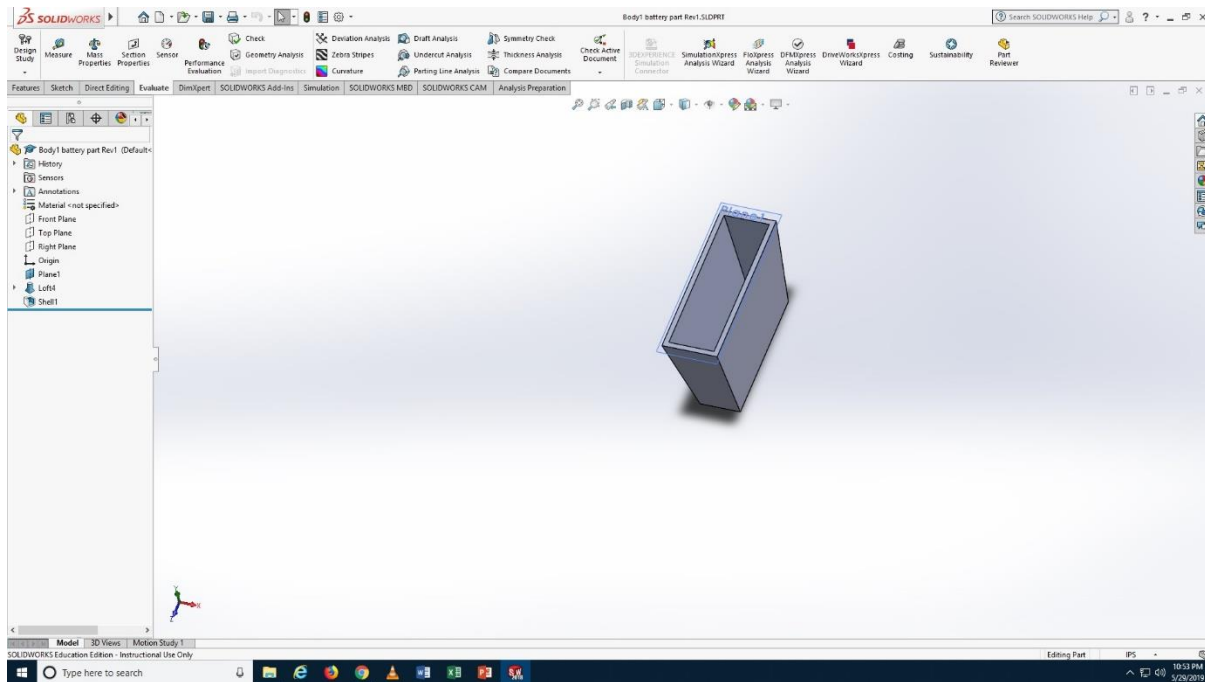 SOLIDWORKS
Body1 battery part Rev1.SLDPRT
Search SOLIDWORKS Help
Design Study
Measure
Mass Properties
Section Properties
Sensor
Performance Evaluation
Check
Geometry Analysis
Import Diagnostics
Deviation Analysis
Zebra Stripes
Curvature
Draft Analysis
Undercut Analysis
Parting Line Analysis
Symmetry Check
Thickness Analysis
Compare Documents
Check Active Document
3DEXPERIENCE Simulation Connector
SimulationXpress Analysis Wizard
FloXpress Analysis Wizard
DFMXpress Analysis Wizard
DriveWorksXpress Wizard
Costing
Sustainability
Part Reviewer
Features Sketch Direct Editing Evaluate DimXpert SOLIDWORKS Add-Ins Simulation SOLIDWORKS MBD SOLIDWORKS CAM Analysis Preparation
Body1 battery part Rev1 (Default<
History
Sensors
Annotations
Material <not specified>
Front Plane
Top Plane
Right Plane
Origin
Plane1
Loft4
Shell1
Plane1
Y
X
Z
Model 3D Views Motion Study 1
SOLIDWORKS Education Edition - Instructional Use Only
Editing Part
IPS
Type here to search
10:53 PM
5/29/2019